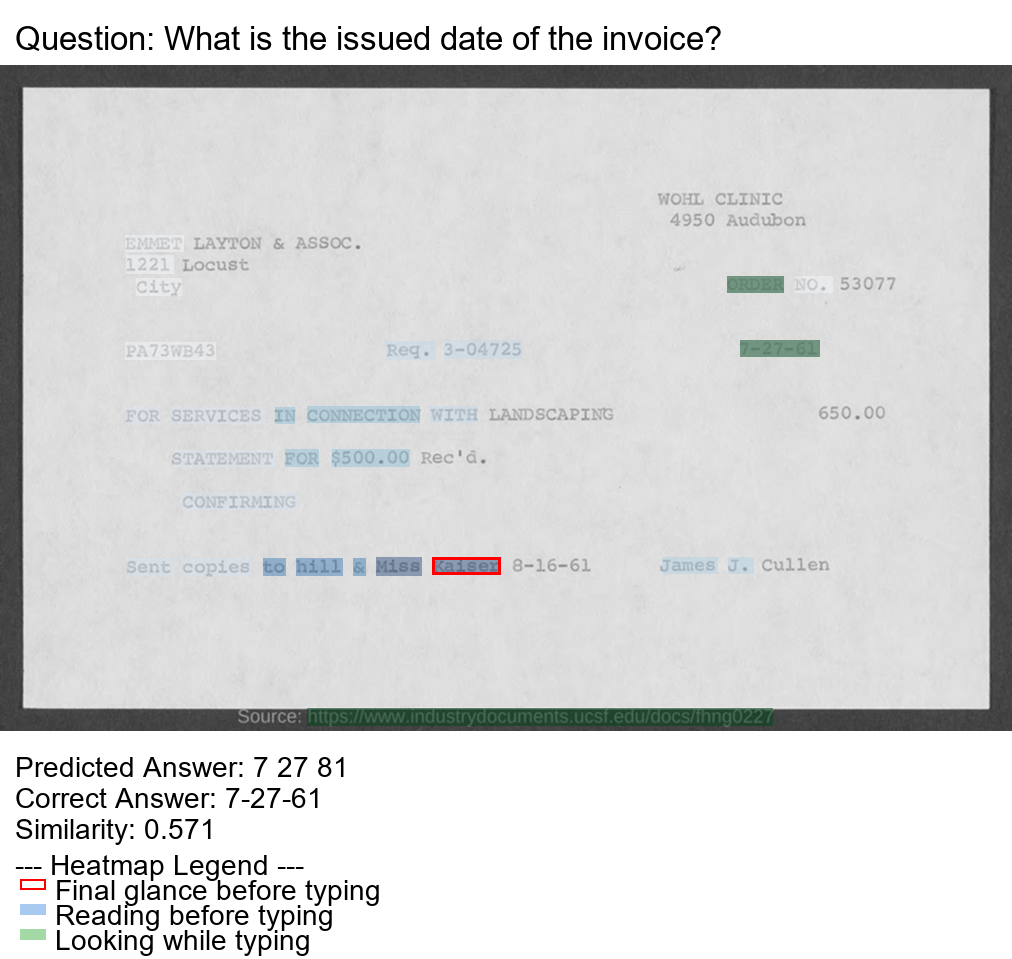 Question: What is the issued date of the invoice?
WOHL CLINIC
4950 Audubon
EMMET LAYTON & ASSOC.
1221 Locust
City
ORDER NO. 53077
PA73WB43 Req. 3-04725 7-27-61
FOR SERVICES IN CONNECTION WITH LANDSCAPING 650.00
STATEMENT FOR $500.00 Rec'd.
CONFIRMING
Sent copies to hill & Miss Kaiser 8-16-61 James J. Cullen
Source: https://www.industrydocuments.ucsf.edu/docs/fhng0227
Predicted Answer: 7 27 81
Correct Answer: 7-27-61
Similarity: 0.571
--- Heatmap Legend ---
Final glance before typing
Reading before typing
Looking while typing